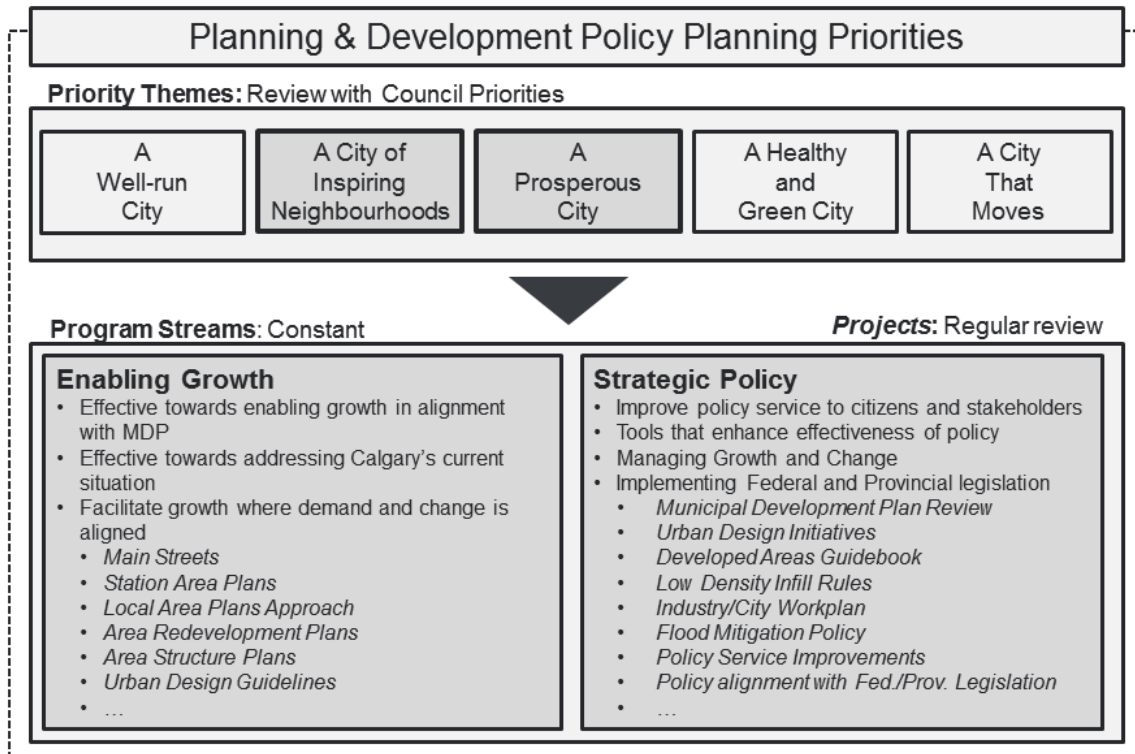 Planning & Development Policy Planning Priorities
Priority Themes: Review with Council Priorities
A
Well-run
City
A City of
Inspiring
Neighbourhoods
A
Prosperous
City
A Healthy
and
Green City
A City
That
Moves
Program Streams: Constant
Projects: Regular review
Enabling Growth
• Effective towards enabling growth in alignment
with MDP
• Effective towards addressing Calgary's current
situation
• Facilitate growth where demand and change is
aligned
• Main Streets
• Station Area Plans
• Local Area Plans Approach
• Area Redevelopment Plans
• Area Structure Plans
• Urban Design Guidelines
• ...
Strategic Policy
• Improve policy service to citizens and stakeholders
• Tools that enhance effectiveness of policy
• Managing Growth and Change
• Implementing Federal and Provincial legislation
• Municipal Development Plan Review
• Urban Design Initiatives
• Developed Areas Guidebook
• Low Density Infill Rules
• Industry/City Workplan
• Flood Mitigation Policy
• Policy Service Improvements
• Policy alignment with Fed./Prov. Legislation
• ...